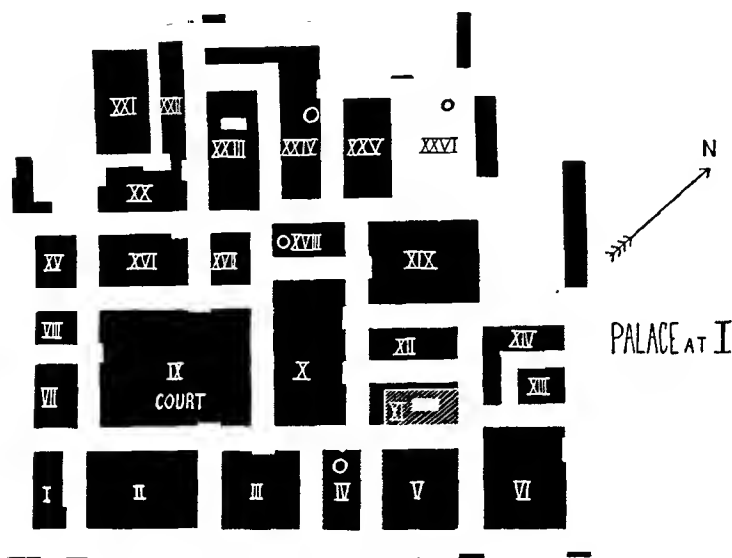 XXI XXII XXIII XXIV XXV XXVI
N
XX
XV XVI XVII XVIII XIX
PALACE AT I
VIII XII XIV
VII IX X XI XIII
COURT
I II III IV V VI